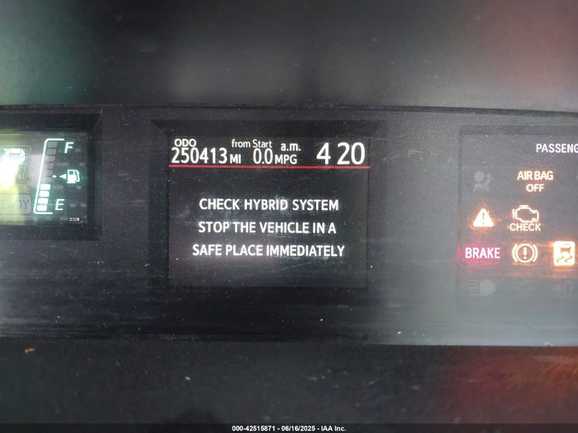 F
E
ODO from Start a.m.
250413 MI 0.0 MPG 4 20
CHECK HYBRID SYSTEM
STOP THE VEHICLE IN A
SAFE PLACE IMMEDIATELY
PASSENG
AIR BAG
OFF
CHECK
BRAKE
000-42515871 - 06/16/2025 - IAA Inc.